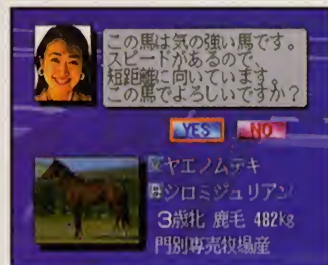 この馬は気の強い馬です。
スピードがあるので、
短距離に向いています。
この馬でよろしいですか?
YES NO
父ヤエノムテキ
母シロミジュリアン
3歳牝 鹿毛 482kg
門別専売牧場産